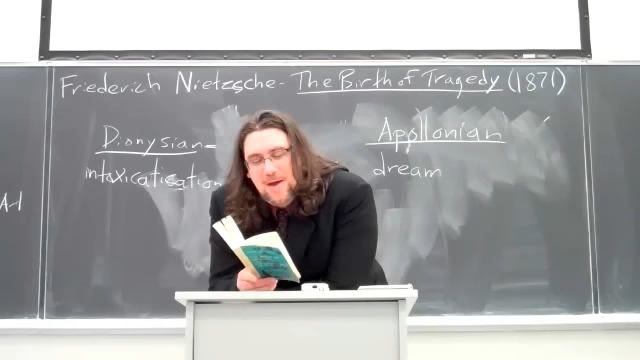 Friederich Nietzsche - The Birth of Tragedy (1871)
Dionysian - Apollonian
intoxication dream